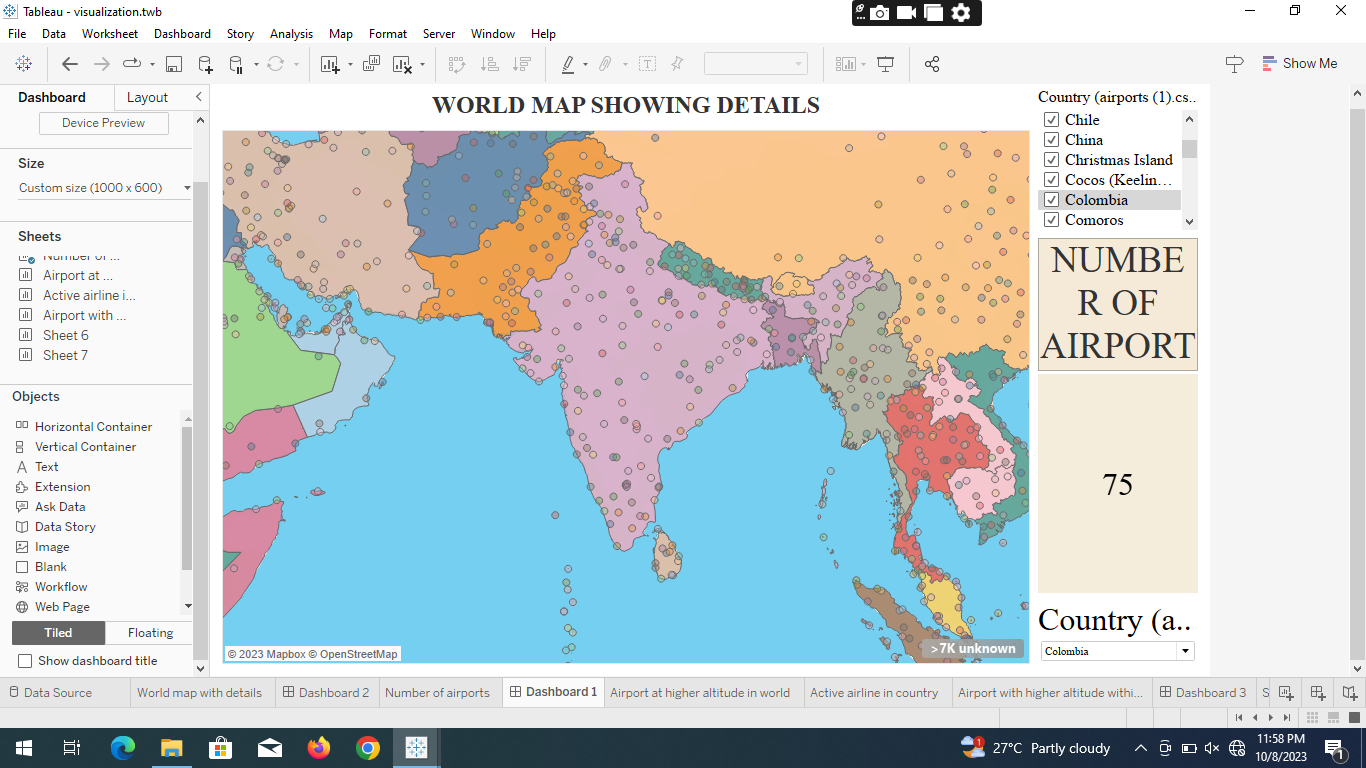 Tableau - visualization.twb
File Data Worksheet Dashboard Story Analysis Map Format Server Window Help
Show Me
Dashboard Layout
Device Preview
Size
Custom size (1000 x 600)
Sheets
Number of ...
Airport at ...
Active airline i...
Airport with ...
Sheet 6
Sheet 7
Objects
Horizontal Container
Vertical Container
Text
Extension
Ask Data
Data Story
Image
Blank
Workflow
Web Page
Tiled Floating
Show dashboard title
WORLD MAP SHOWING DETAILS
© 2023 Mapbox © OpenStreetMap
>7K unknown
Country (airports (1).cs..
Chile
China
Christmas Island
Cocos (Keelin...
Colombia
Comoros
NUMBE
R OF
AIRPORT
75
Country (a..
Colombia
Data Source World map with details Dashboard 2 Number of airports Dashboard 1 Airport at higher altitude in world Active airline in country Airport with higher altitude withi... Dashboard 3 S
27°C Partly cloudy
11:58 PM
10/8/2023
1
1